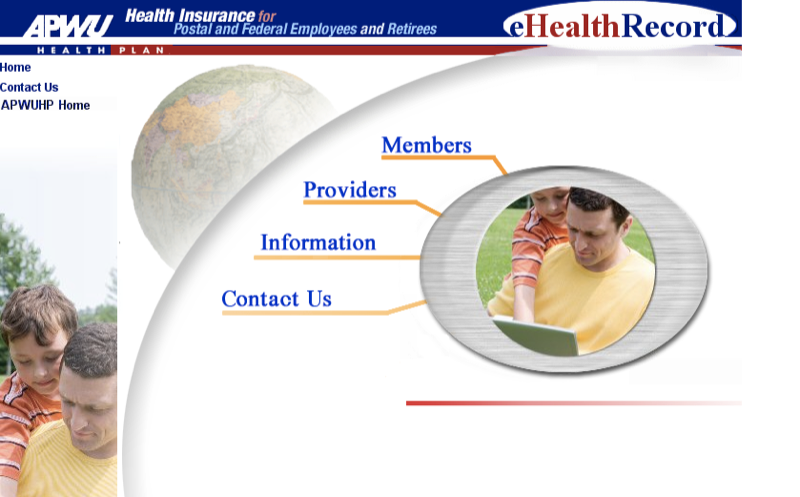 APWU
HEALTH PLAN
Health Insurance for
Postal and Federal Employees and Retirees
eHealthRecord
Home
Contact Us
APWUHP Home
Members
Providers
Information
Contact Us